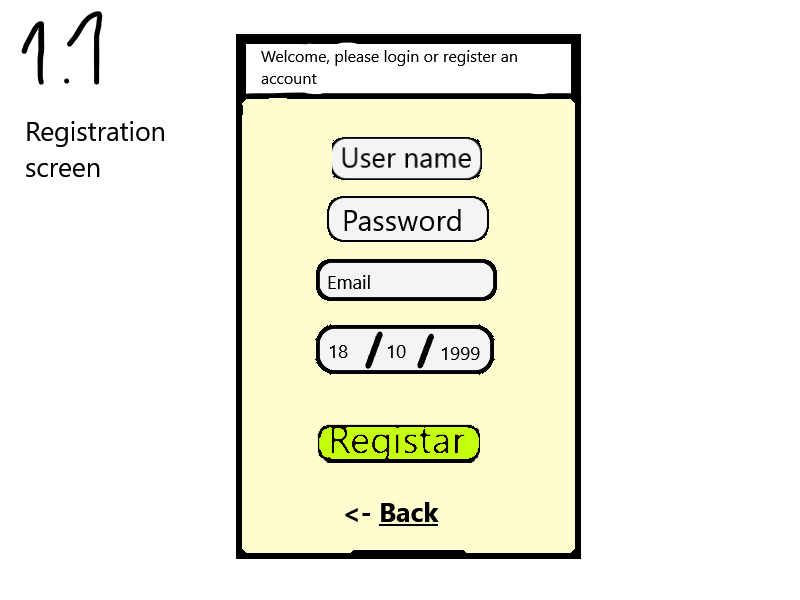 1.1
Registration
screen
Welcome, please login or register an
account
User name
Password
Email
18 / 10 / 1999
Registar
<- Back